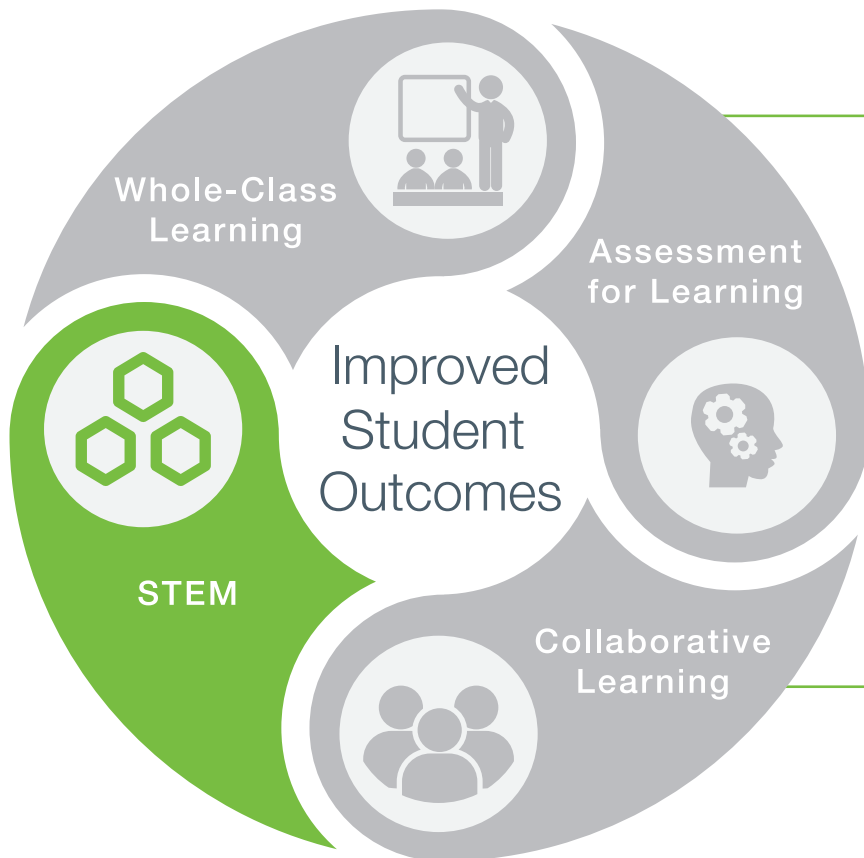 Whole-Class
Learning
Assessment
for Learning
Improved
Student
Outcomes
STEM
Collaborative
Learning